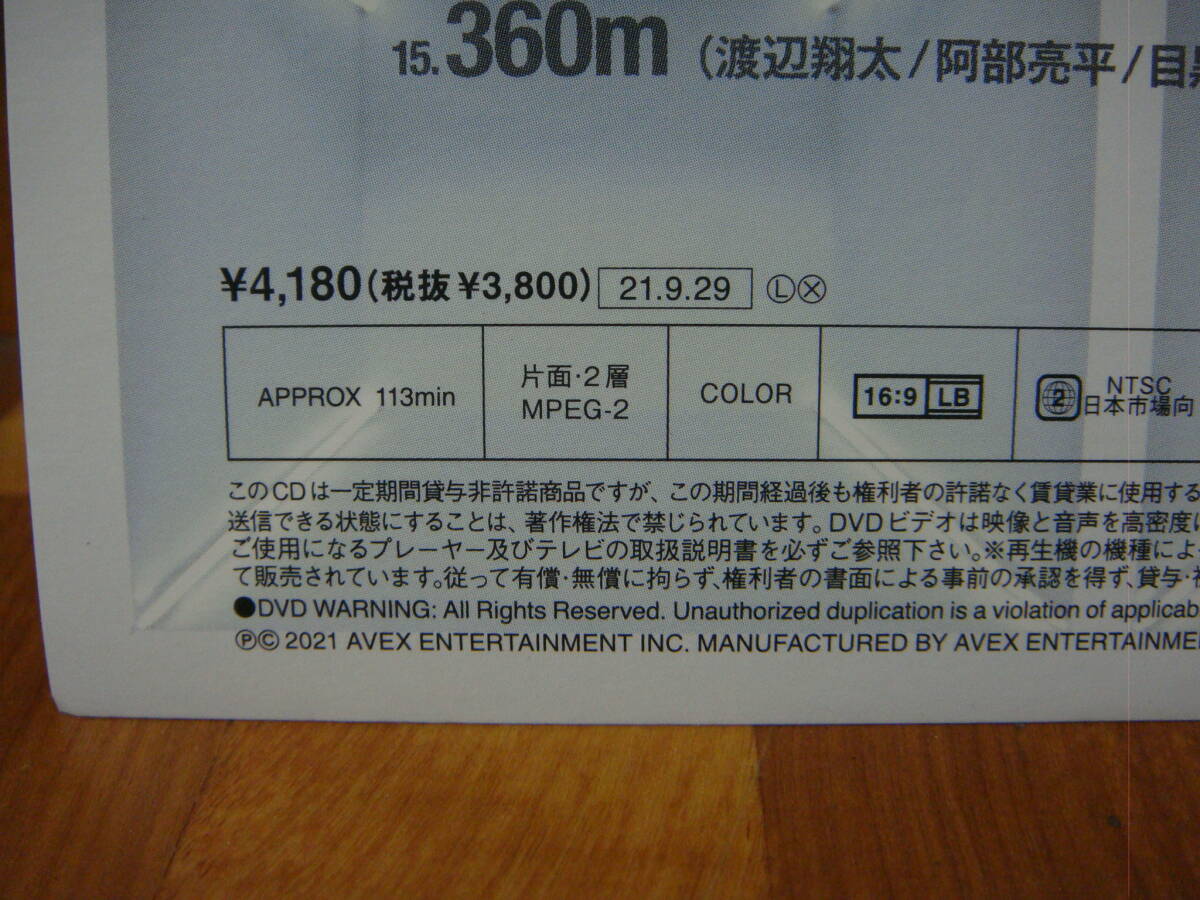 15. 360m (渡辺翔太/阿部亮平/目黒
¥4,180(税抜 ¥3,800) 21.9.29 Ⓛⓧ
APPROX 113min
片面·2層
MPEG-2
COLOR
16:9 LB
2
NTSC
日本市場向
このCDは一定期間貸与非許諾商品ですが、この期間経過後も権利者の許諾なく賃貸業に使用する
送信できる状態にすることは、著作権法で禁じられています。DVDビデオは映像と音声を高密度
ご使用になるプレーヤー及びテレビの取扱説明書を必ずご参照下さい。※再生機の機種によ
て販売されています。従って有償·無償に拘らず、権利者の書面による事前の承認を得ず、貸与·
●DVD WARNING: All Rights Reserved. Unauthorized duplication is a violation of applicab
ⓅⒸ 2021 AVEX ENTERTAINMENT INC. MANUFACTURED BY AVEX ENTERTAINME